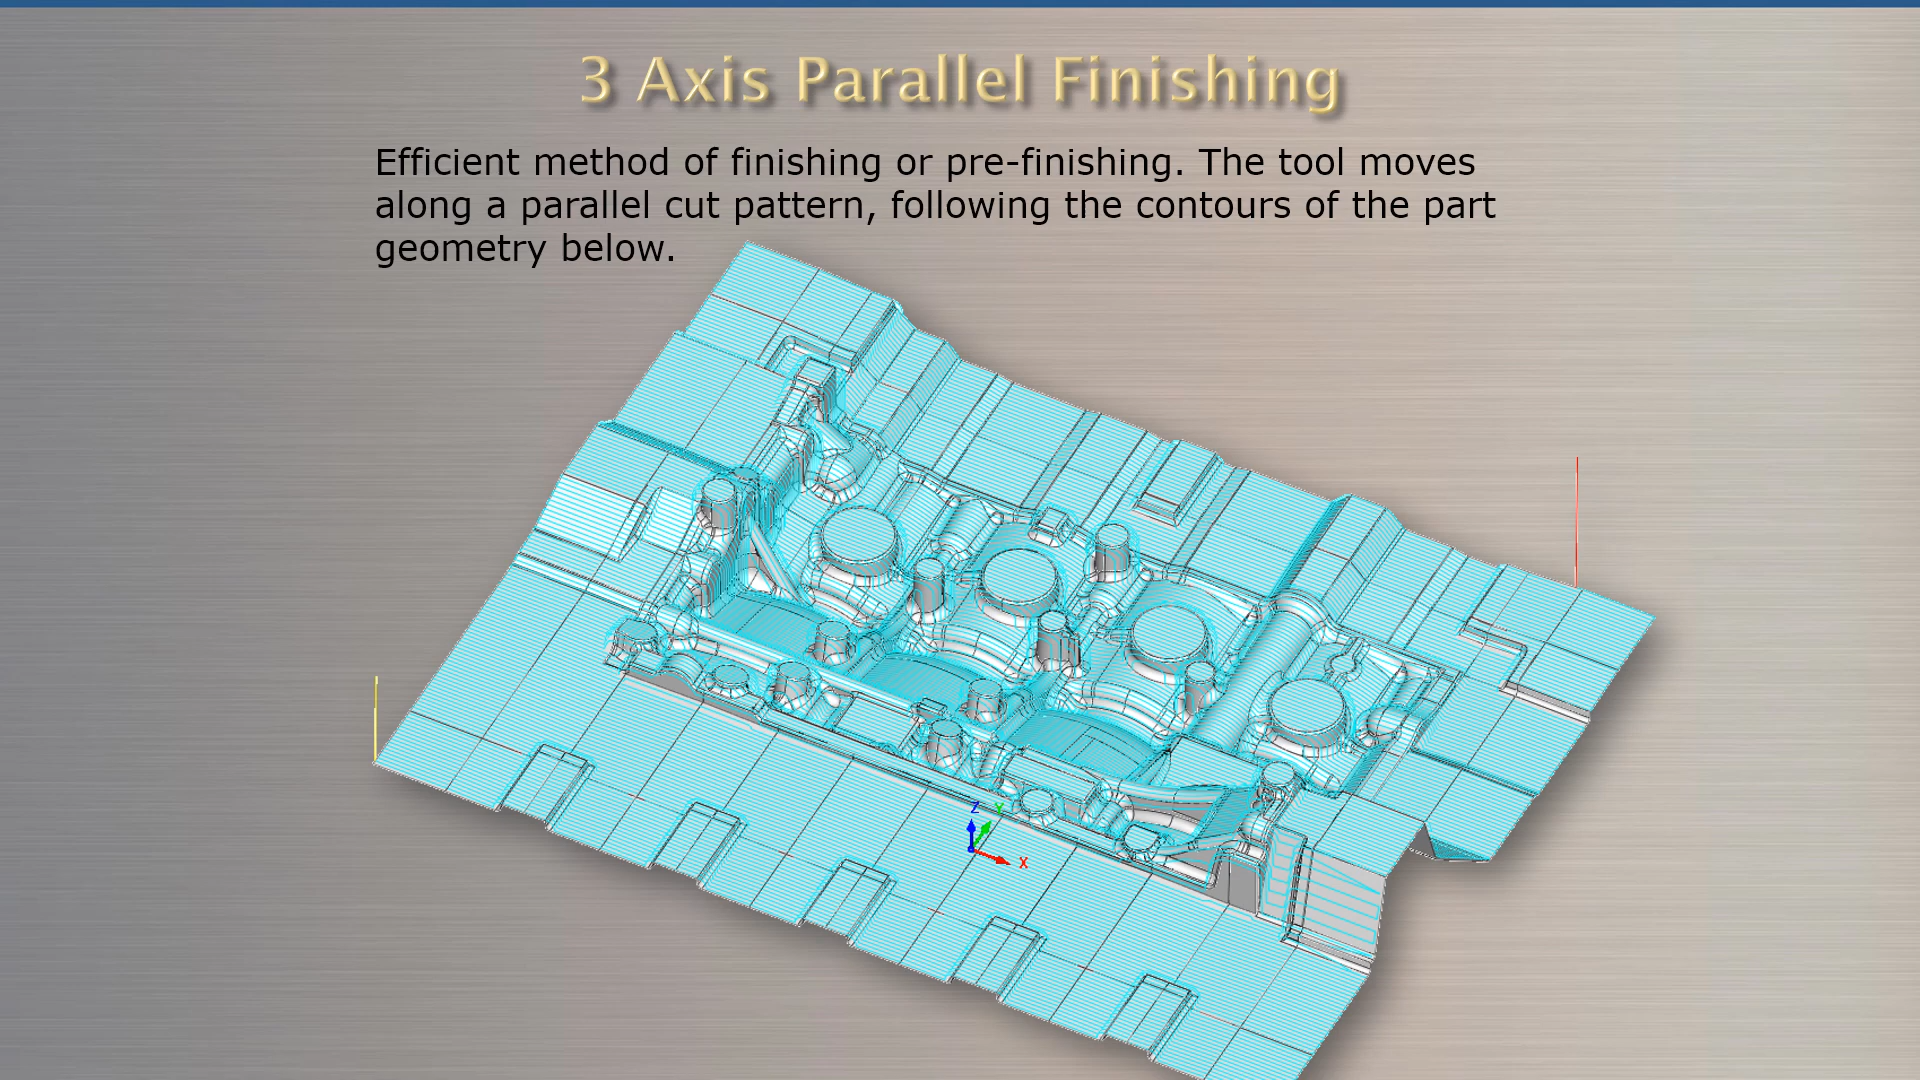 3 Axis Parallel Finishing
Efficient method of finishing or pre-finishing. The tool moves
along a parallel cut pattern, following the contours of the part
geometry below.
Z Y
X